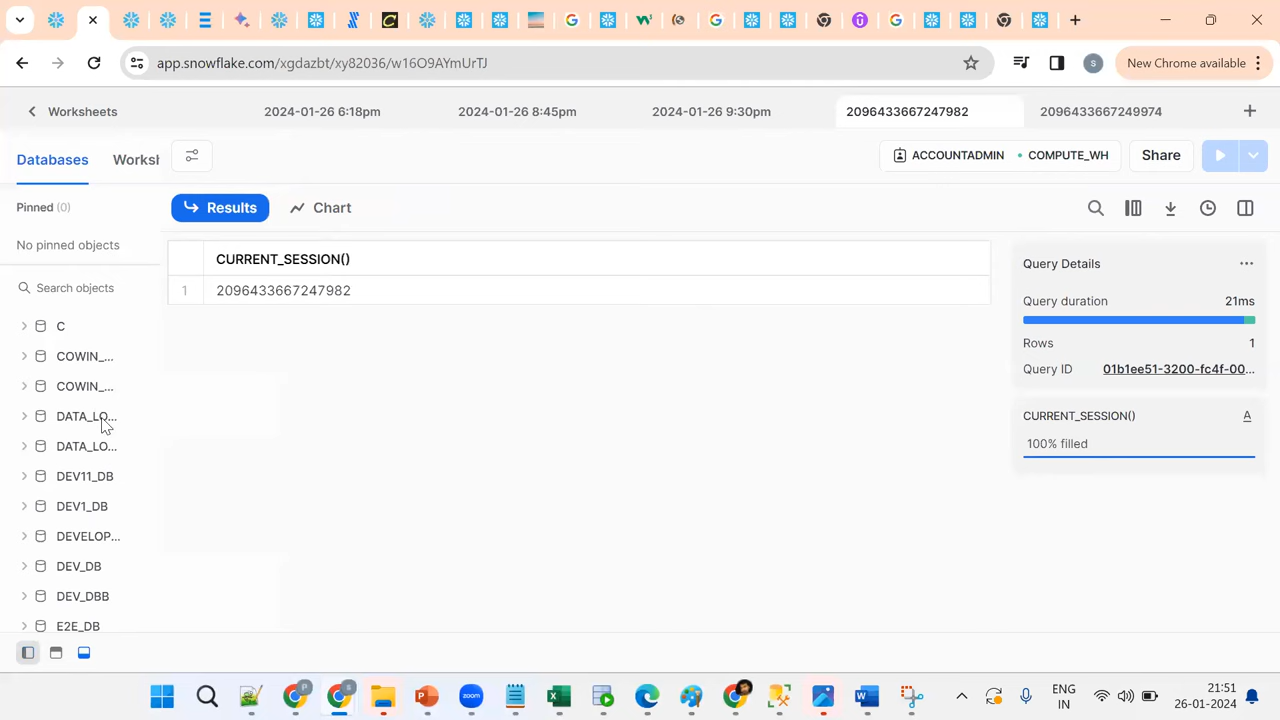 app.snowflake.com/xgdazbt/xy82036/w16O9AYmUrTJ
New Chrome available
Worksheets
2024-01-26 6:18pm
2024-01-26 8:45pm
2024-01-26 9:30pm
2096433667247982
2096433667249974
Databases
Worksh
ACCOUNTADMIN
COMPUTE_WH
Share
Pinned (0)
No pinned objects
Search objects
C
COWIN_...
COWIN_...
DATA_LO...
DATA_LO...
DEV11_DB
DEV1_DB
DEVELOP...
DEV_DB
DEV_DBB
E2E_DB
Results
Chart
CURRENT_SESSION()
1 2096433667247982
Query Details
Query duration 21ms
Rows 1
Query ID 01b1ee51-3200-fc4f-00...
CURRENT_SESSION() A
100% filled
ENG
IN
21:51
26-01-2024